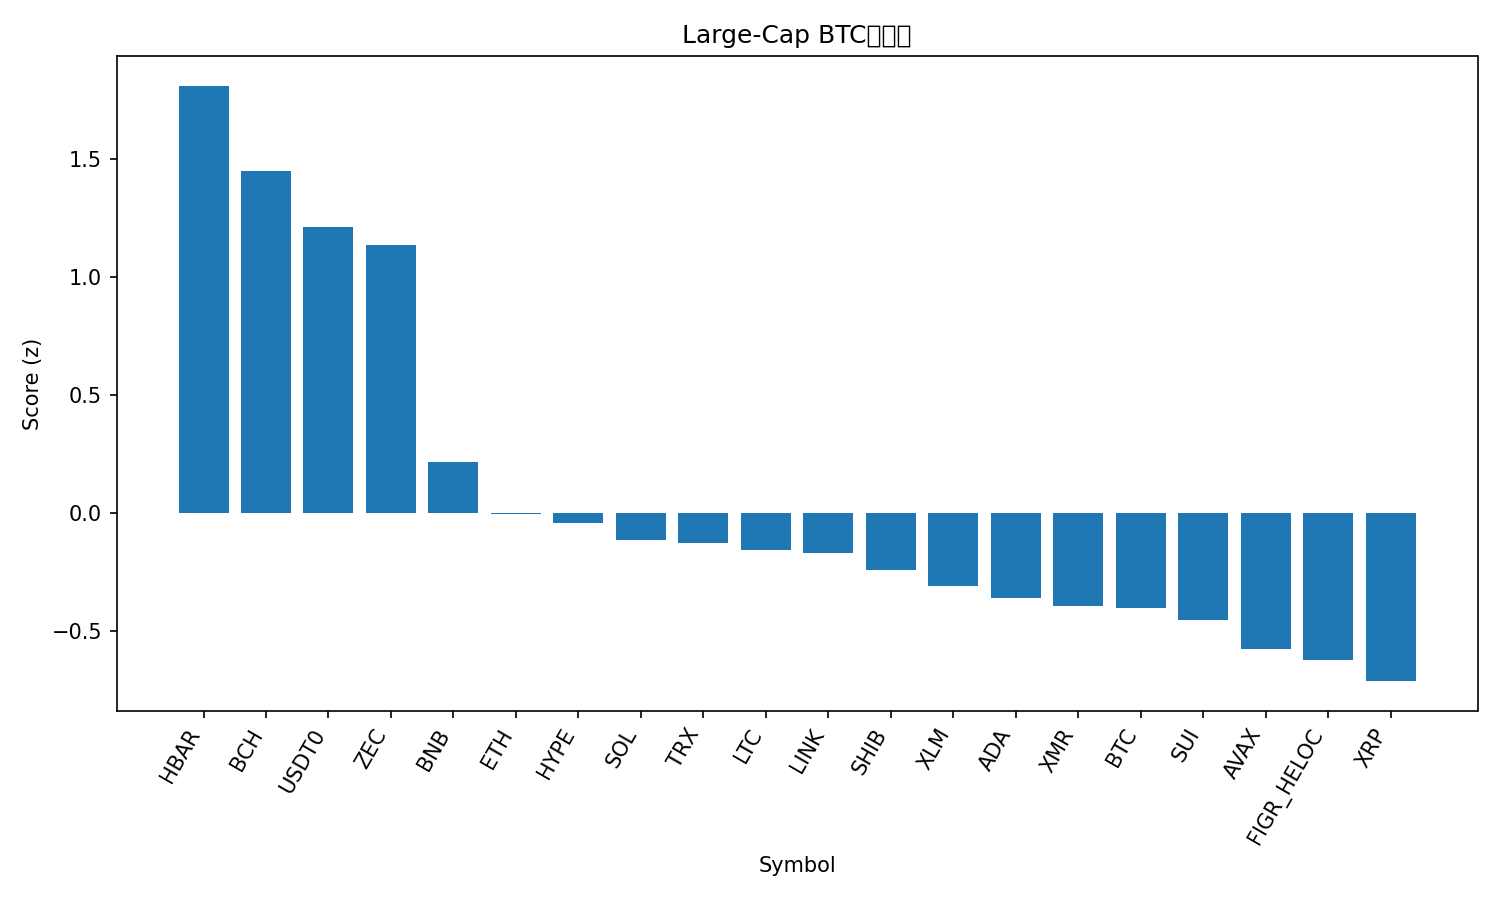 Large-Cap BTC
Score (z)
1.5
1.0
0.5
0.0
−0.5
HBAR
BCH
USDT0
ZEC
BNB
ETH
HYPE
SOL
TRX
LTC
LINK
SHIB
XLM
ADA
XMR
BTC
SUI
AVAX
FIGR_HELOC
XRP
Symbol